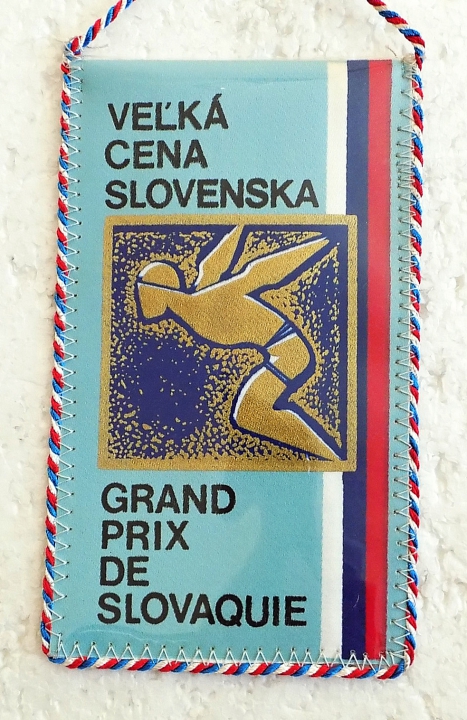 VEĽKÁ
CENA
SLOVENSKA
GRAND
PRIX
DE
SLOVAQUIE